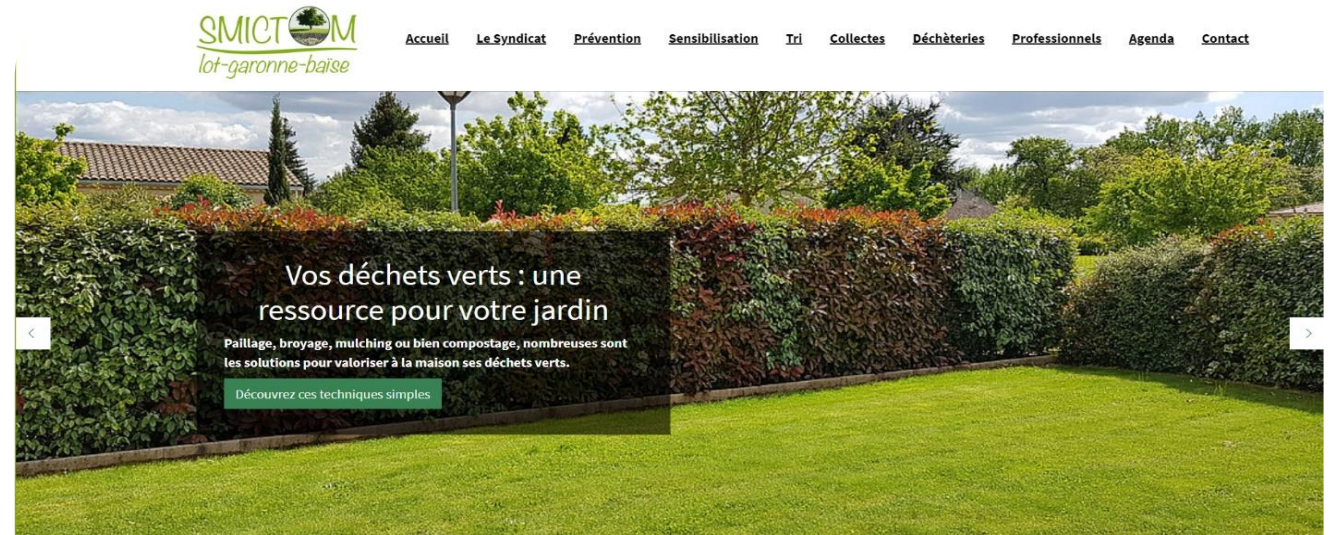 SMICTOM
lot-garonne-baïse
Accueil Le Syndicat Prévention Sensibilisation Tri Collectes Déchèteries Professionnels Agenda Contact
Vos déchets verts : une
ressource pour votre jardin
Paillage, broyage, mulching ou bien compostage, nombreuses sont
les solutions pour valoriser à la maison ses déchets verts.
Découvrez ces techniques simples